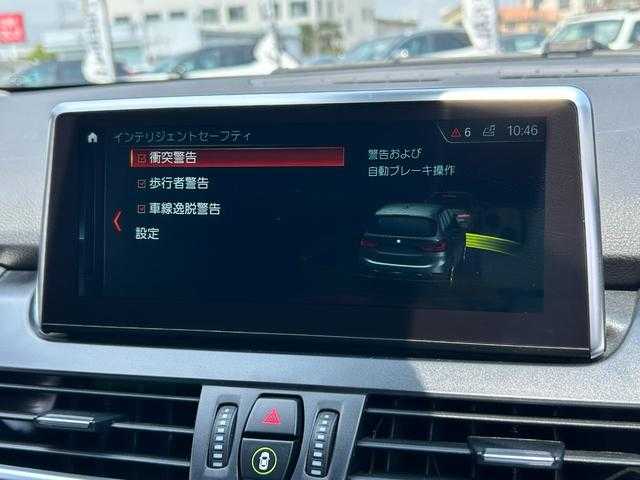 インテリジェントセーフティ
6 10:46
衝突警告
歩行者警告
車線逸脱警告
設定
警告および
自動ブレーキ操作